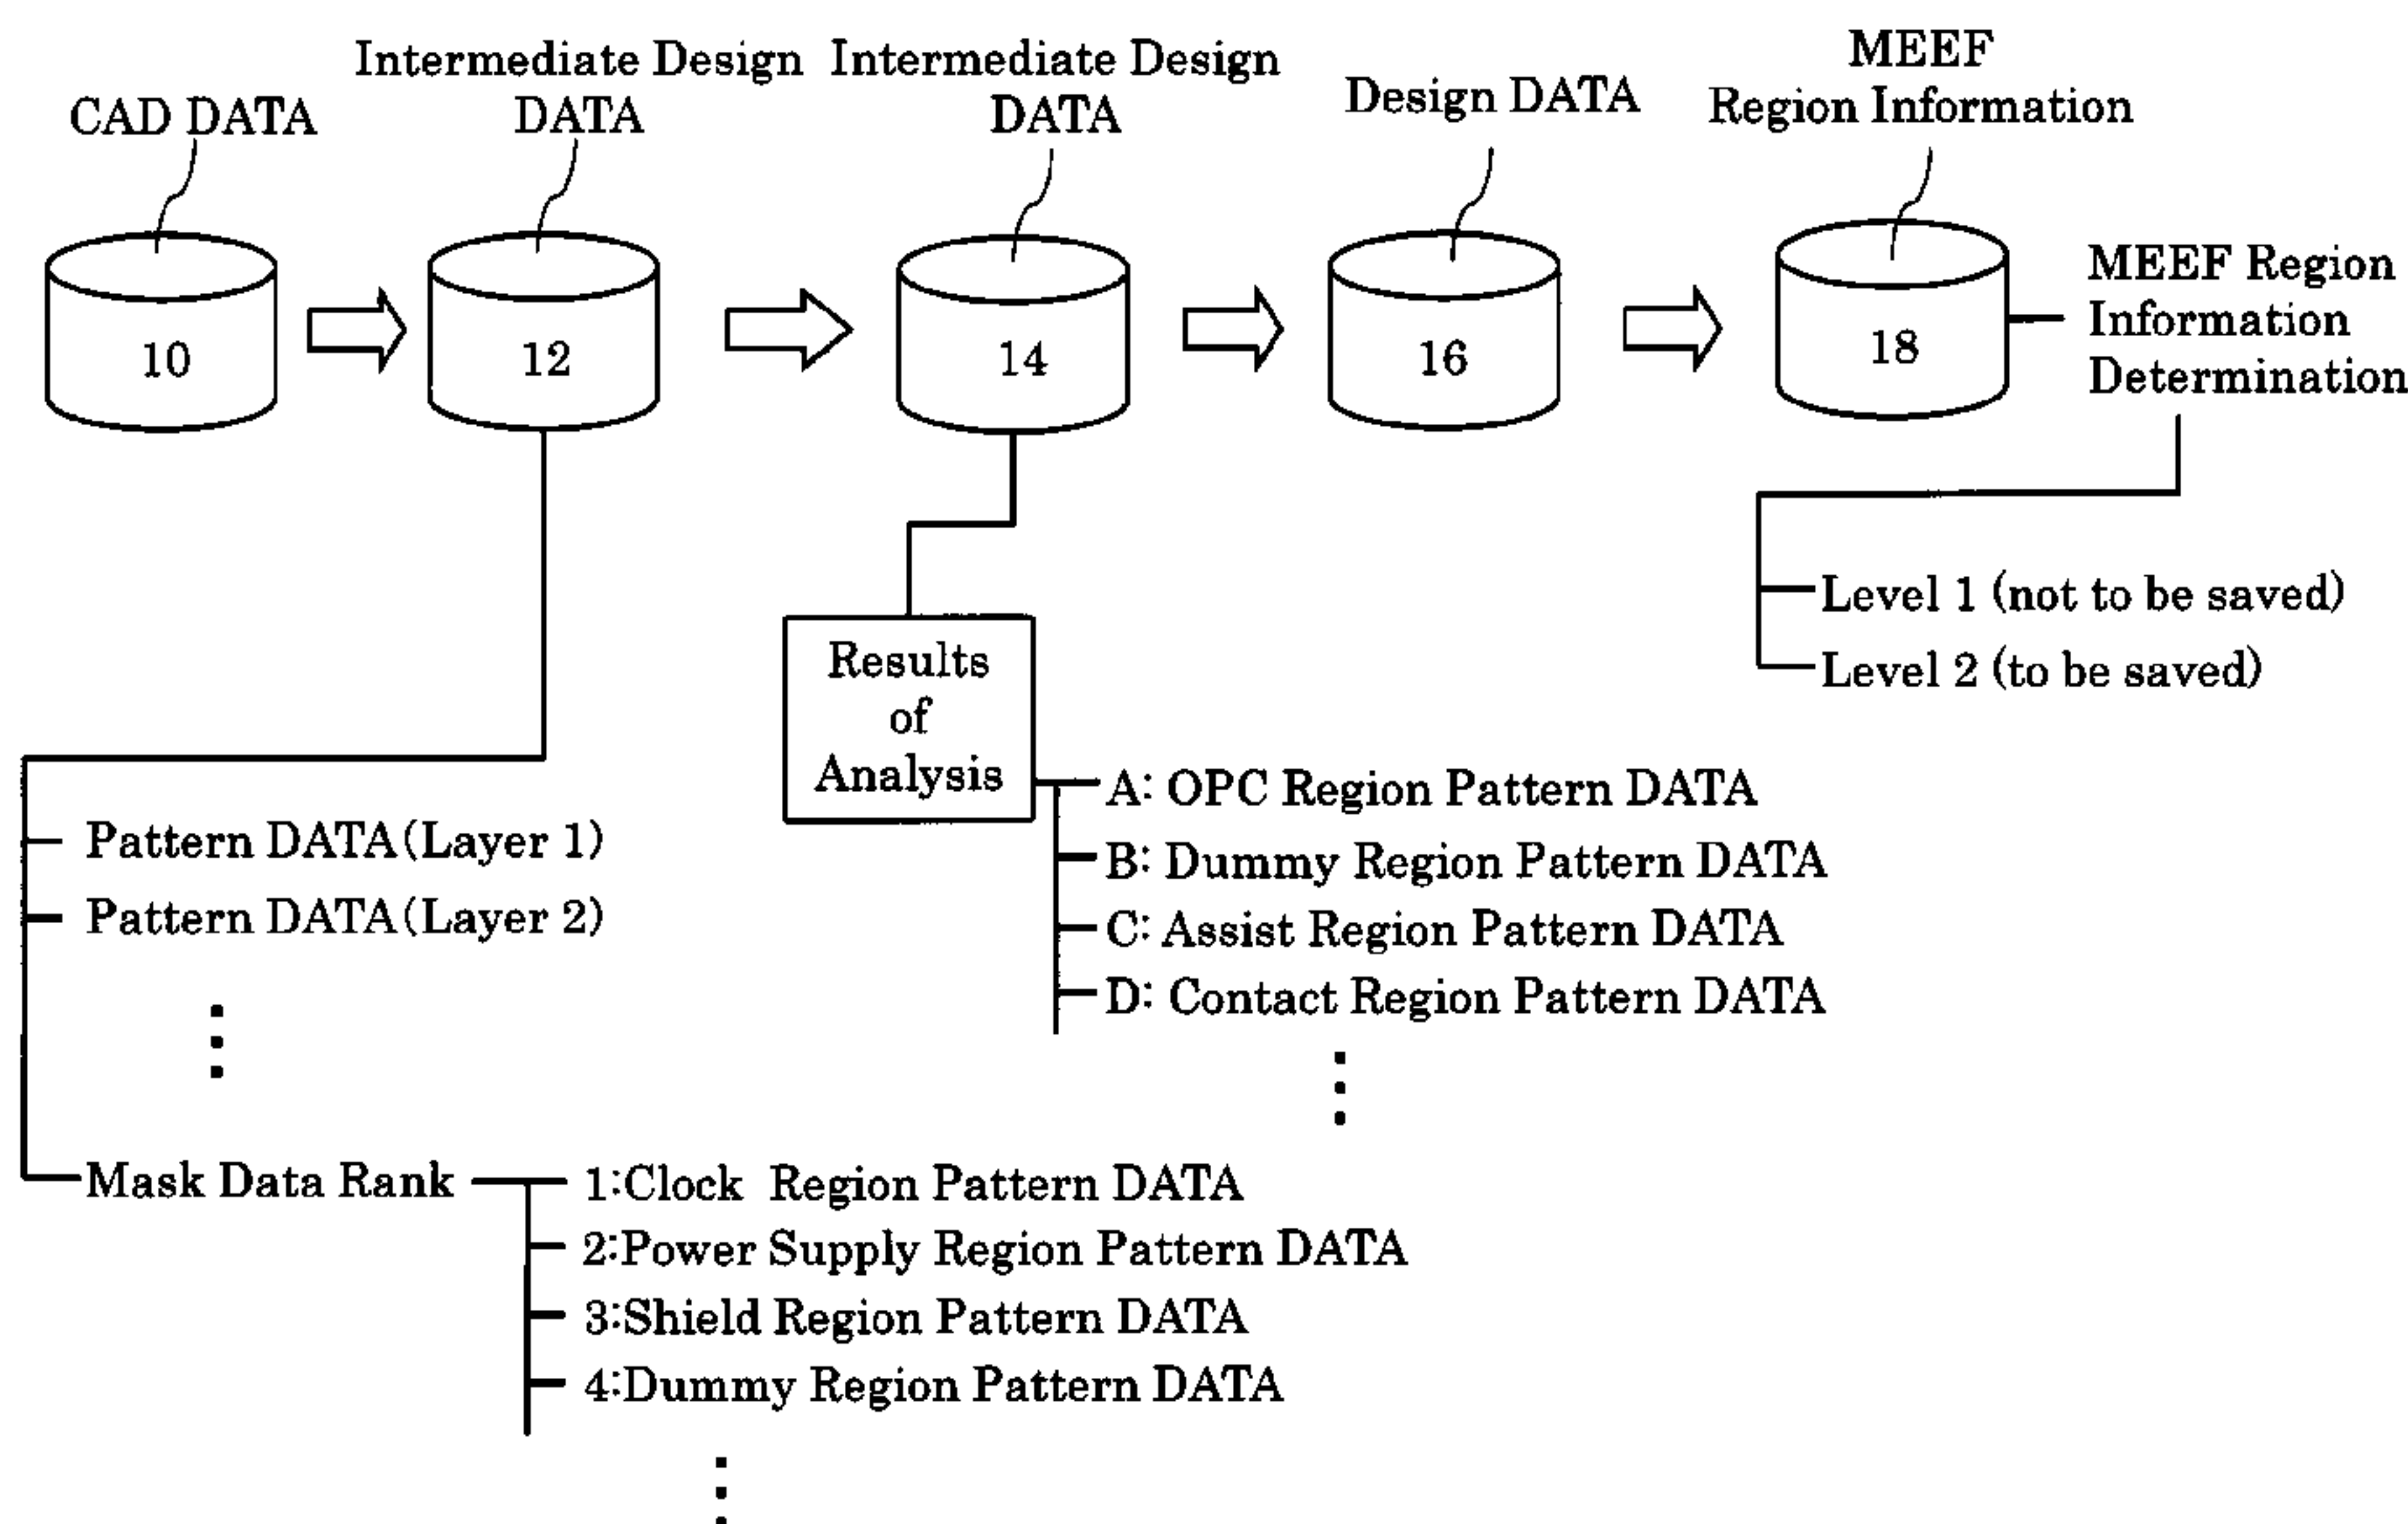 CAD DATA
Intermediate Design
DATA
Intermediate Design
DATA
Design DATA
MEEF
Region Information
10
12
14
16
18
MEEF Region
Information
Determination
Level 1 (not to be saved)
Level 2 (to be saved)
Results
of
Analysis
A: OPC Region Pattern DATA
B: Dummy Region Pattern DATA
C: Assist Region Pattern DATA
D: Contact Region Pattern DATA
Pattern DATA(Layer 1)
Pattern DATA(Layer 2)
Mask Data Rank
1:Clock Region Pattern DATA
2:Power Supply Region Pattern DATA
3:Shield Region Pattern DATA
4:Dummy Region Pattern DATA